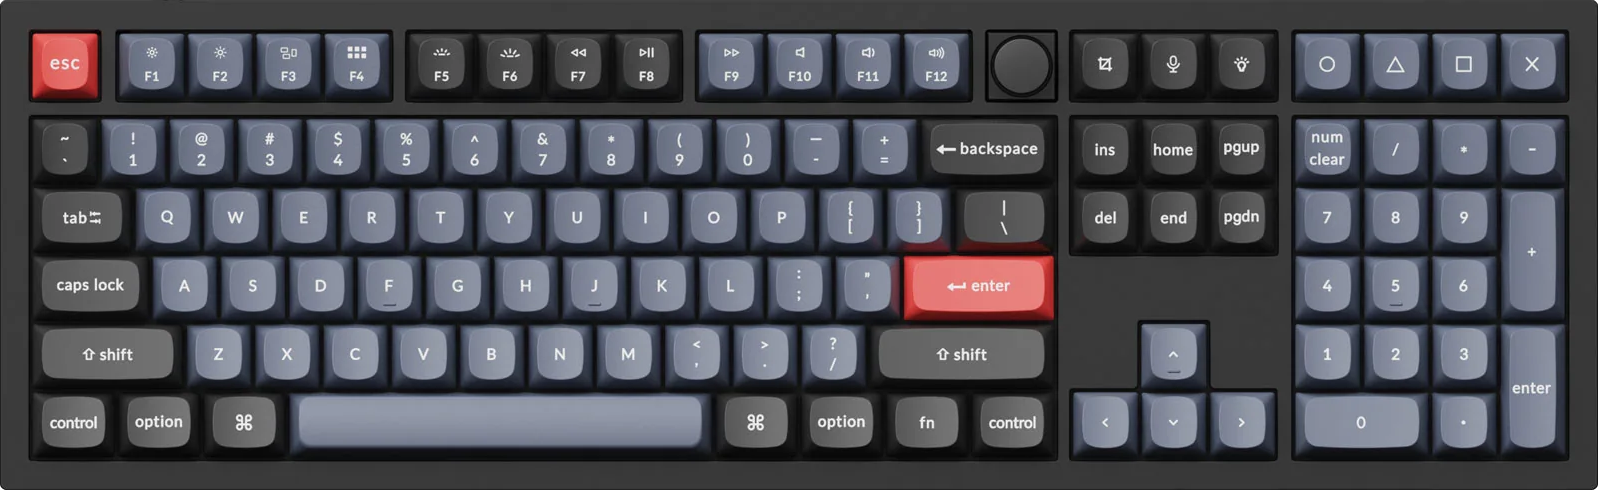 esc F1 F2 F3 F4 F5 F6 F7 F8 F9 F10 F11 F12
~ ! @ # $ % ^ & * ( ) — +
` 1 2 3 4 5 6 7 8 9 0 - = backspace ins home pgup num clear / * -
tab Q W E R T Y U I O P { [ } ] | \ del end pgdn 7 8 9 +
caps lock A S D F G H J K L : ; " ' enter 4 5 6
shift Z X C V B N M < , > . ? / shift ^ 1 2 3 enter
control option ⌘ ⌘ option fn control < ⌄ > 0 .